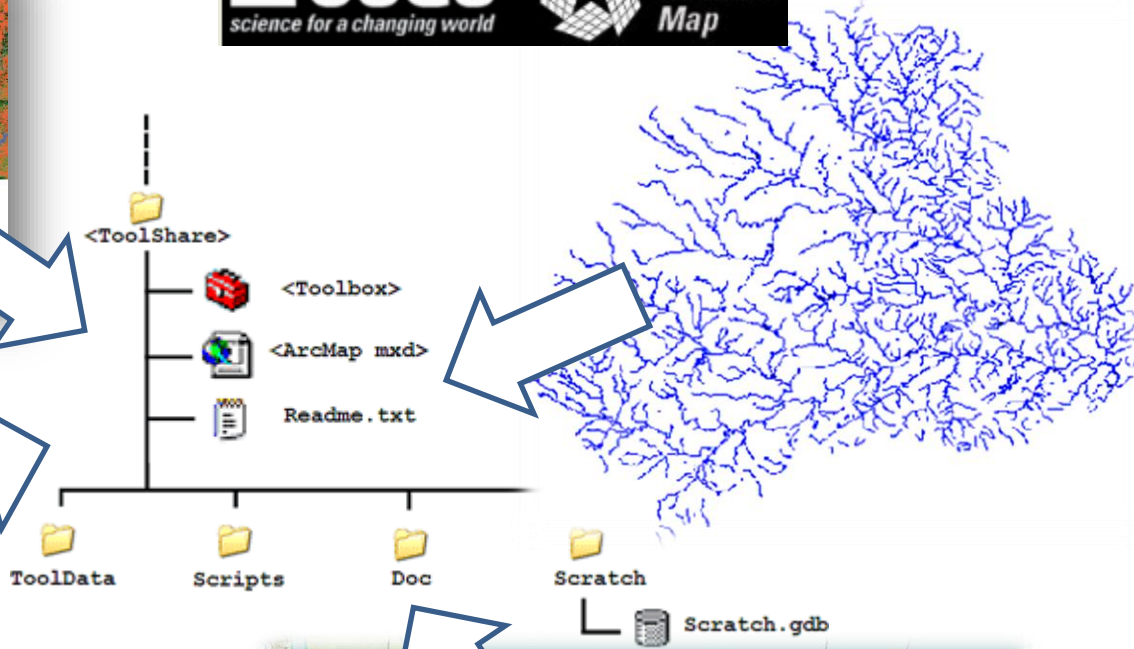 science for a changing world
Map
<ToolShare>
<Toolbox>
<ArcMap mxd>
Readme.txt
ToolData
Scripts
Doc
Scratch
Scratch.gdb